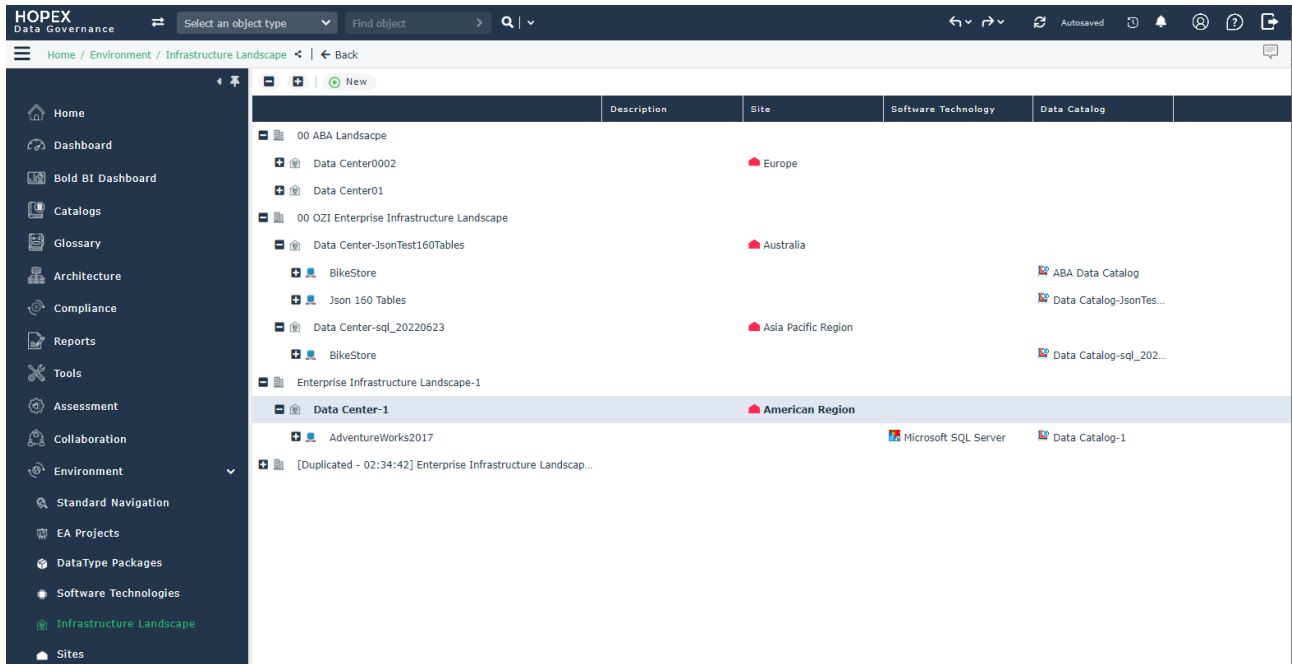 HOPEX
Data Governance
Select an object type
Find object
Autosaved
Home / Environment / Infrastructure Landscape
Back
New
Home
Dashboard
Bold BI Dashboard
Catalogs
Glossary
Architecture
Compliance
Reports
Tools
Assessment
Collaboration
Environment
Standard Navigation
EA Projects
DataType Packages
Software Technologies
Infrastructure Landscape
Sites
Description Site Software Technology Data Catalog
00 ABA Landsacpe
Data Center0002 Europe
Data Center01
00 OZI Enterprise Infrastructure Landscape
Data Center-JsonTest160Tables Australia
BikeStore ABA Data Catalog
Json 160 Tables Data Catalog-JsonTes...
Data Center-sql_20220623 Asia Pacific Region
BikeStore Data Catalog-sql_202...
Enterprise Infrastructure Landscape-1
Data Center-1 American Region
AdventureWorks2017 Microsoft SQL Server Data Catalog-1
[Duplicated - 02:34:42] Enterprise Infrastructure Landscap...